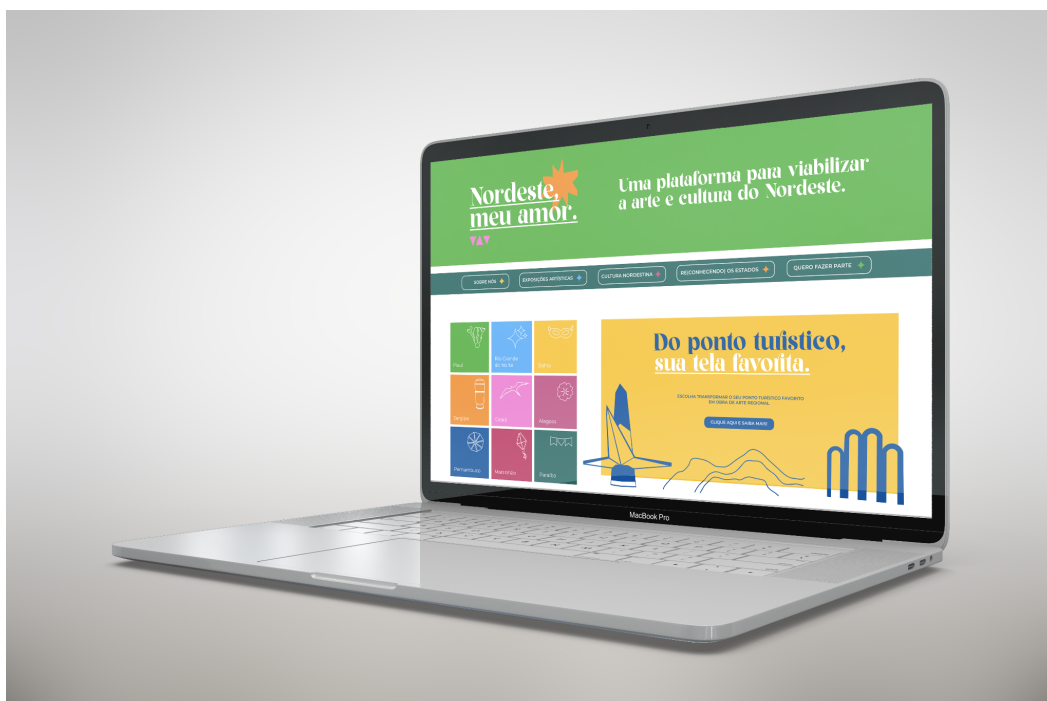 Nordeste,
meu amor.
Uma plataforma para viabilizar
a arte e cultura do Nordeste.
SOBRE NÓS
EXPOSIÇÕES ARTÍSTICAS
CULTURA NORDESTINA
RE(CONHECENDO) OS ESTADOS
QUERO FAZER PARTE
Piauí
Rio Grande
do Norte
Bahia
Sergipe
Ceará
Alagoas
Pernambuco
Maranhão
Paraíba
Do ponto turístico,
sua tela favorita.
ESCOLHA TRANSFORMAR O SEU PONTO TURÍSTICO FAVORITO
EM OBRA DE ARTE REGIONAL
CLIQUE AQUI E SAIBA MAIS!
MacBook Pro